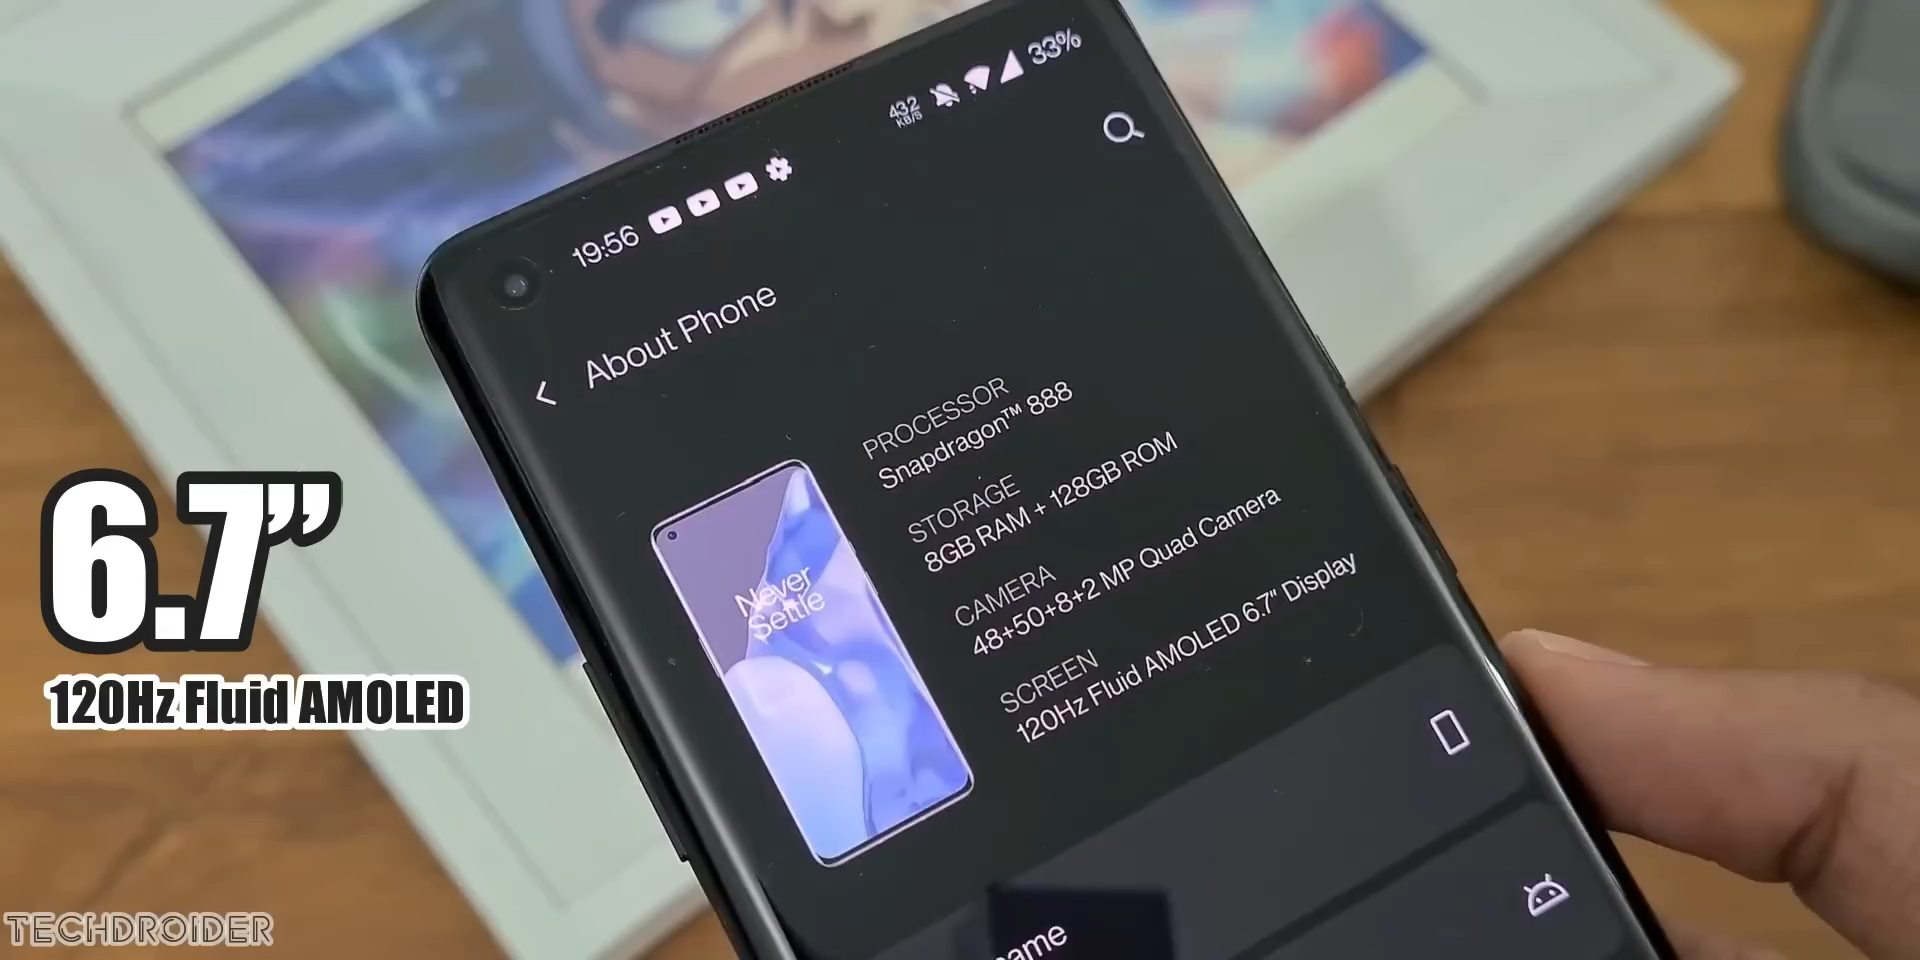 432
KB/S
33%
19:56
About Phone
PROCESSOR
Snapdragon™ 888
STORAGE
8GB RAM + 128GB ROM
CAMERA
48+50+8+2 MP Quad Camera
SCREEN
120Hz Fluid AMOLED 6.7" Display
Never
Settle
6.7”
120Hz Fluid AMOLED
TECHDROIDER